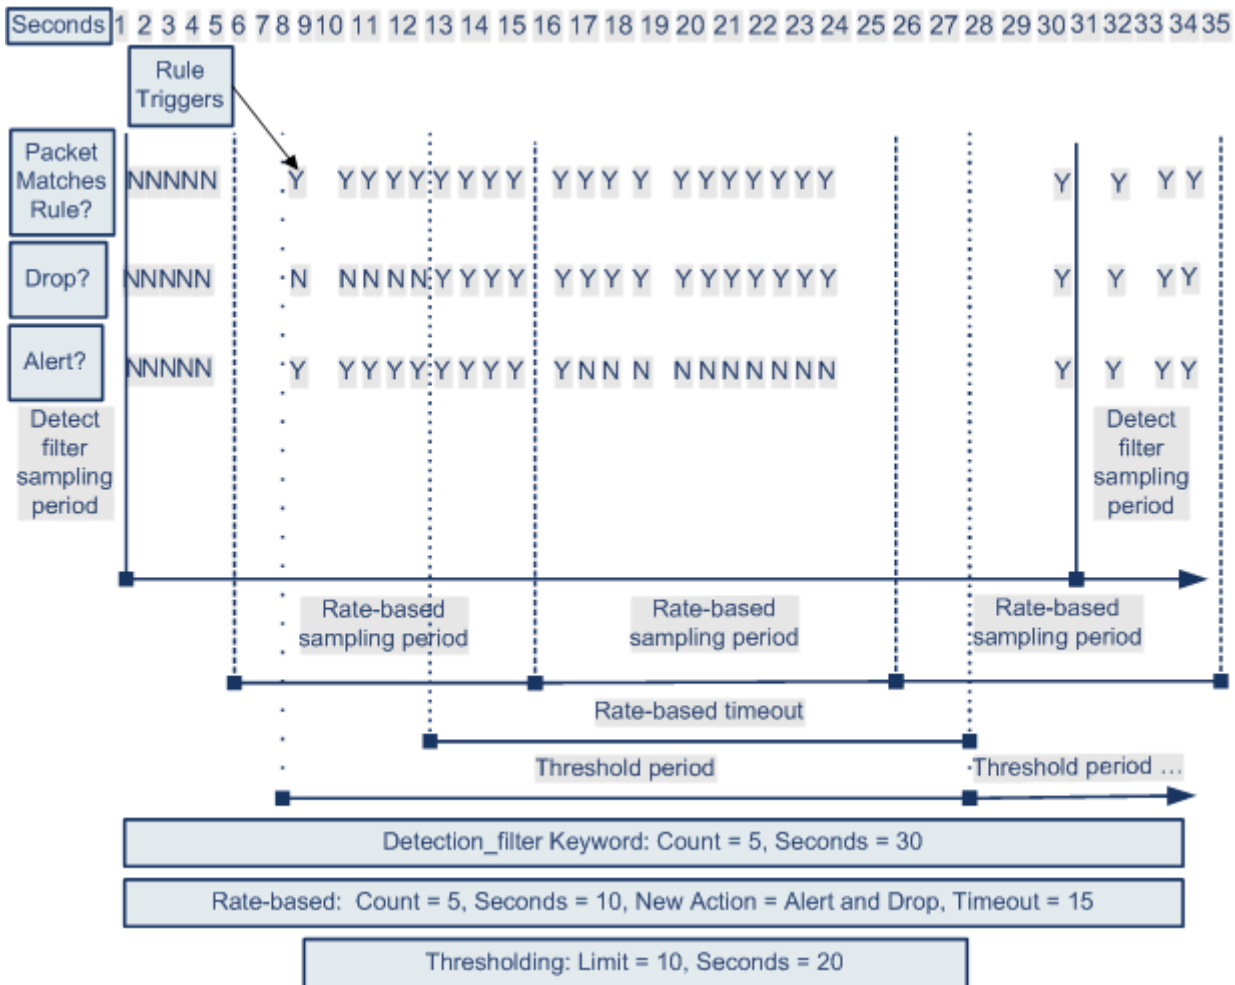 Seconds 1 2 3 4 5 6 7 8 9 10 11 12 13 14 15 16 17 18 19 20 21 22 23 24 25 26 27 28 29 30 31 32 33 34 35
Rule
Triggers
Packet
Matches
Rule?
NNNNN Y Y Y Y Y Y Y Y Y Y Y Y Y Y Y Y Y Y Y Y Y Y Y Y
Drop?
NNNNN N N N N N Y Y Y Y Y Y Y Y Y Y Y Y Y Y Y Y Y Y Y
Alert?
NNNNN Y Y Y Y Y Y Y Y Y Y N N N N N N N N N N Y Y Y Y
Detect
filter
sampling
period
Detect
filter
sampling
period
Rate-based
sampling period
Rate-based
sampling period
Rate-based
sampling period
Rate-based timeout
Threshold period
Threshold period ...
Detection_filter Keyword: Count = 5, Seconds = 30
Rate-based: Count = 5, Seconds = 10, New Action = Alert and Drop, Timeout = 15
Thresholding: Limit = 10, Seconds = 20